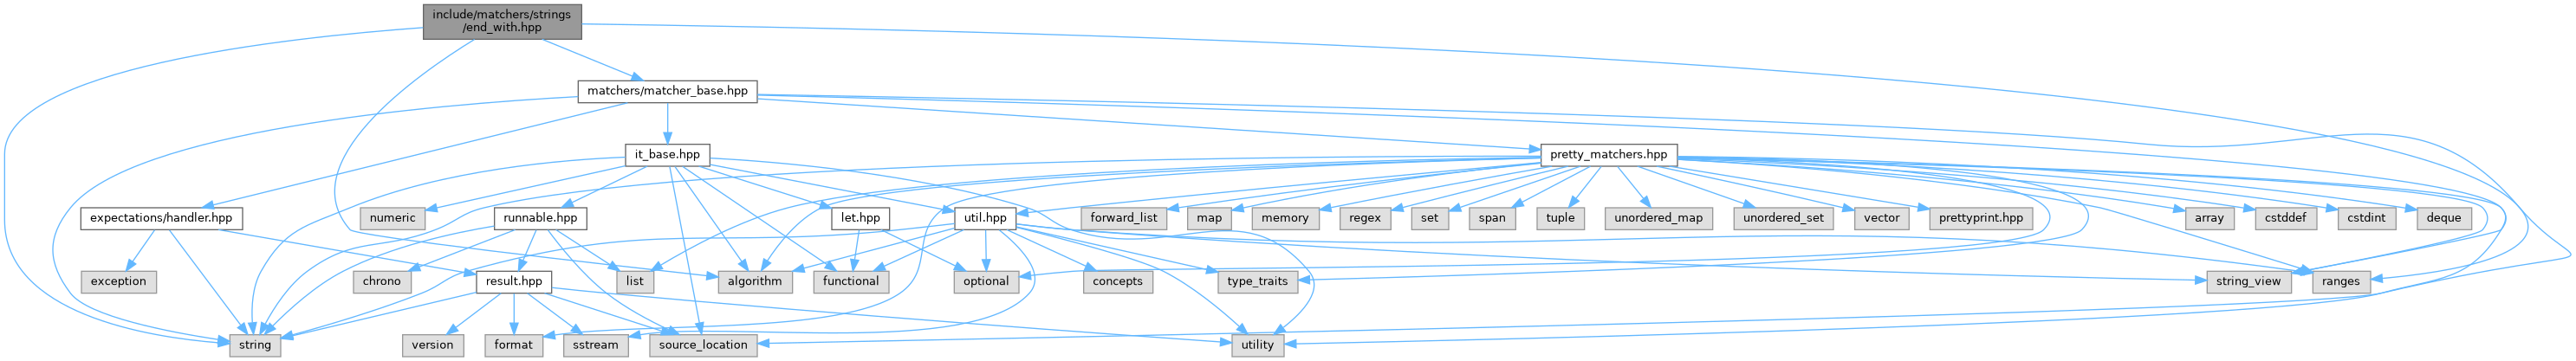 include/matchers/strings
/end_with.hpp
matchers/matcher_base.hpp
it_base.hpp
pretty_matchers.hpp
expectations/handler.hpp
numeric
runnable.hpp
let.hpp
util.hpp
forward_list
map
memory
regex
set
span
tuple
unordered_map
unordered_set
vector
prettyprint.hpp
array
cstddef
cstdint
deque
exception
chrono
result.hpp
list
algorithm
functional
optional
concepts
type_traits
string_view
ranges
string
version
format
sstream
source_location
utility